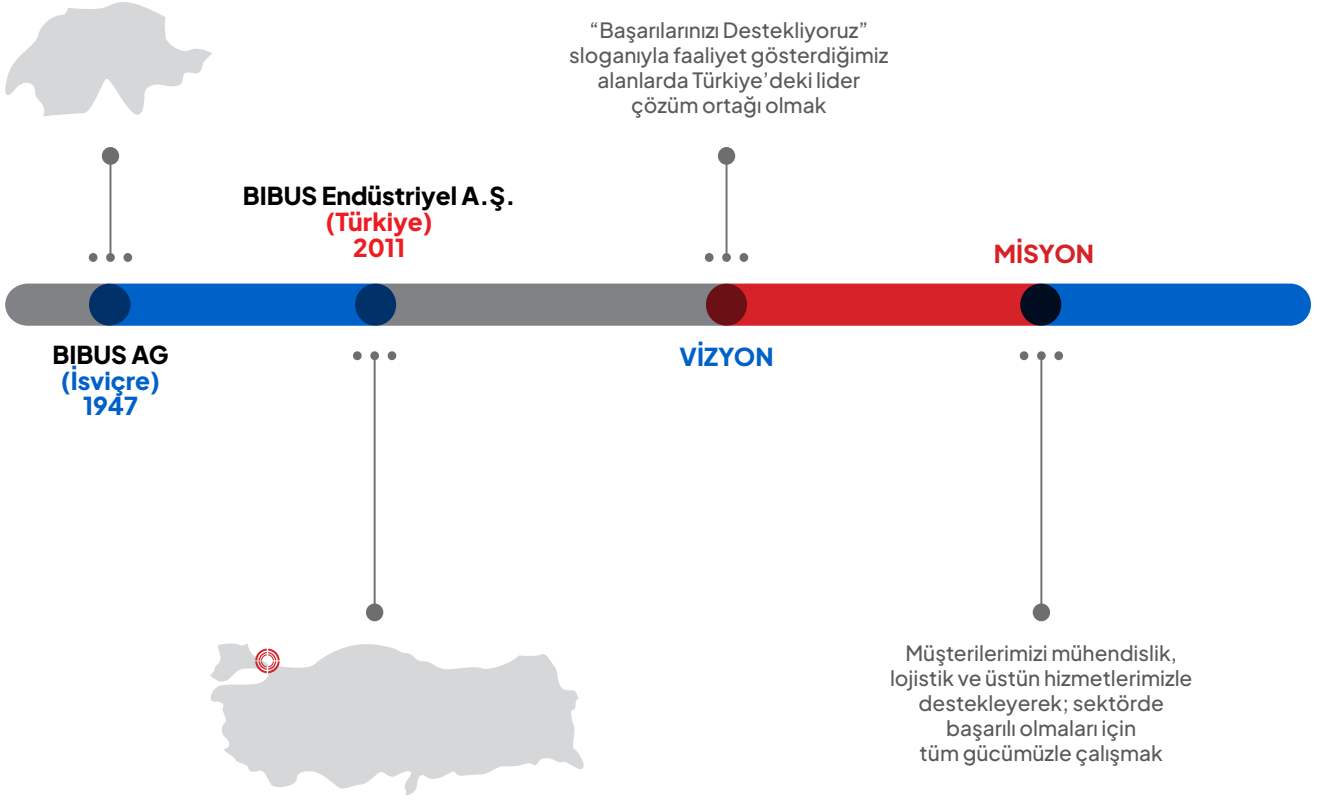 “Başarılarınızı Destekliyoruz”
sloganıyla faaliyet gösterdiğimiz
alanlarda Türkiye’deki lider
çözüm ortağı olmak
BIBUS Endüstriyel A.Ş.
(Türkiye)
2011
MİSYON
BIBUS AG
(İsviçre)
1947
VİZYON
Müşterilerimizi mühendislik,
lojistik ve üstün hizmetlerimizle
destekleyerek; sektörde
başarılı olmaları için
tüm gücümüzle çalışmak